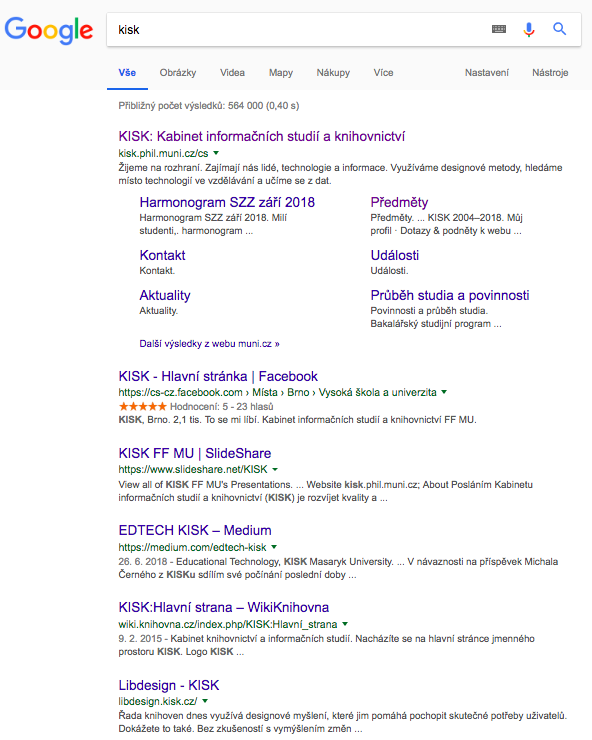 Google
kisk
Vše Obrázky Videa Mapy Nákupy Více Nastavení Nástroje
Přibližný počet výsledků: 564 000 (0,40 s)
KISK: Kabinet informačních studií a knihovnictví
kisk.phil.muni.cz/cs
Žijeme na rozhraní. Zajímají nás lidé, technologie a informace. Využíváme designové metody, hledáme
místo technologií ve vzdělávání a učíme se z dat.
Harmonogram SZZ září 2018
Harmonogram SZZ září 2018. Milí
studenti,. harmonogram ...
Předměty
Předměty. ... KISK 2004–2018. Můj
profil · Dotazy & podněty k webu ...
Kontakt
Kontakt.
Události
Události.
Aktuality
Aktuality.
Průběh studia a povinnosti
Povinnosti a průběh studia.
Bakalářský studijní program ...
Další výsledky z webu muni.cz »
KISK - Hlavní stránka | Facebook
https://cs-cz.facebook.com › Místa › Brno › Vysoká škola a univerzita
Hodnocení: 5 - 23 hlasů
KISK, Brno. 2,1 tis. To se mi líbí. Kabinet informačních studií a knihovnictví FF MU.
KISK FF MU | SlideShare
https://www.slideshare.net/KISK
View all of KISK FF MU's Presentations. ... Website kisk.phil.muni.cz; About Posláním Kabinetu
informačních studií a knihovnictví (KISK) je rozvíjet kvality a ...
EDTECH KISK – Medium
https://medium.com/edtech-kisk
26. 6. 2018 - Educational Technology, KISK Masaryk University. ... V návaznosti na příspěvek Michala
Černého z KISKu sdílím své počínání poslední doby ...
KISK:Hlavní strana – WikiKnihovna
wiki.knihovna.cz/index.php/KISK:Hlavní_strana
9. 2. 2015 - Kabinet knihovnictví a informačních studií. Nacházíte se na hlavní stránce jmenného
prostoru KISK. Logo KISK ...
Libdesign - KISK
libdesign.kisk.cz/
Řada knihoven dnes využívá designové myšlení, které jim pomáhá pochopit skutečné potřeby uživatelů.
Dokážete to také. Bez zkušeností s vymýšlením změn ...